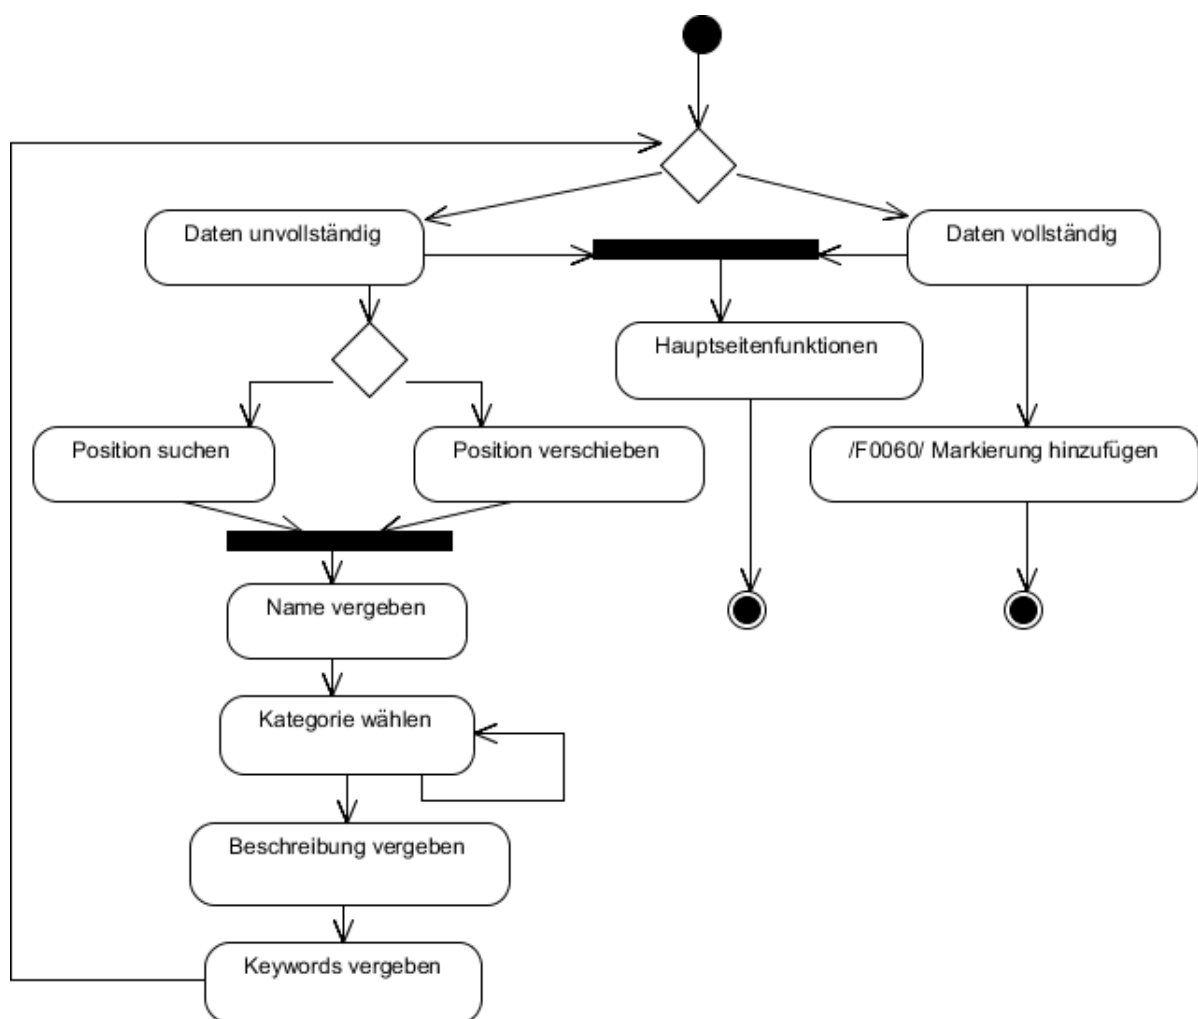 Daten unvollständig
Daten vollständig
Hauptseitenfunktionen
Position suchen
Position verschieben
/F0060/ Markierung hinzufügen
Name vergeben
Kategorie wählen
Beschreibung vergeben
Keywords vergeben